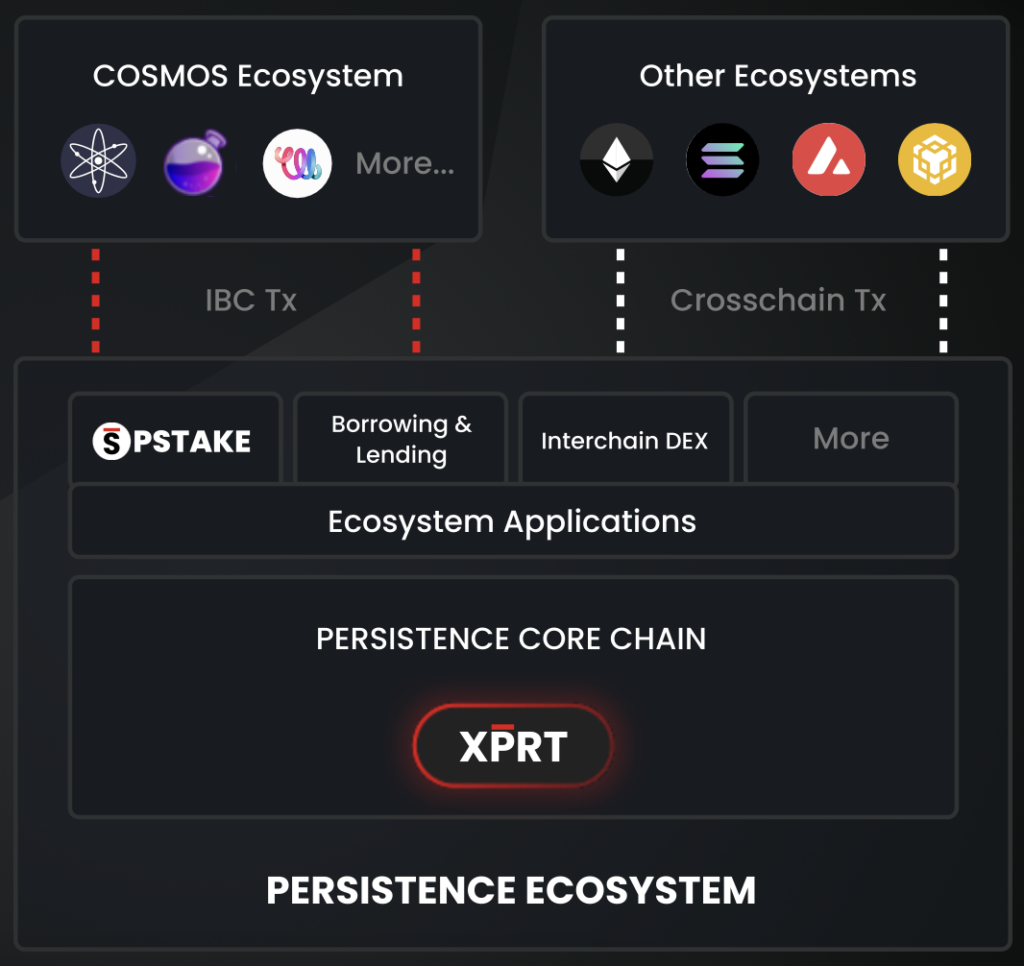 COSMOS Ecosystem
Other Ecosystems
More...
IBC Tx
Crosschain Tx
PSTAKE
Borrowing &
Lending
Interchain DEX
More
Ecosystem Applications
PERSISTENCE CORE CHAIN
XPRT
PERSISTENCE ECOSYSTEM